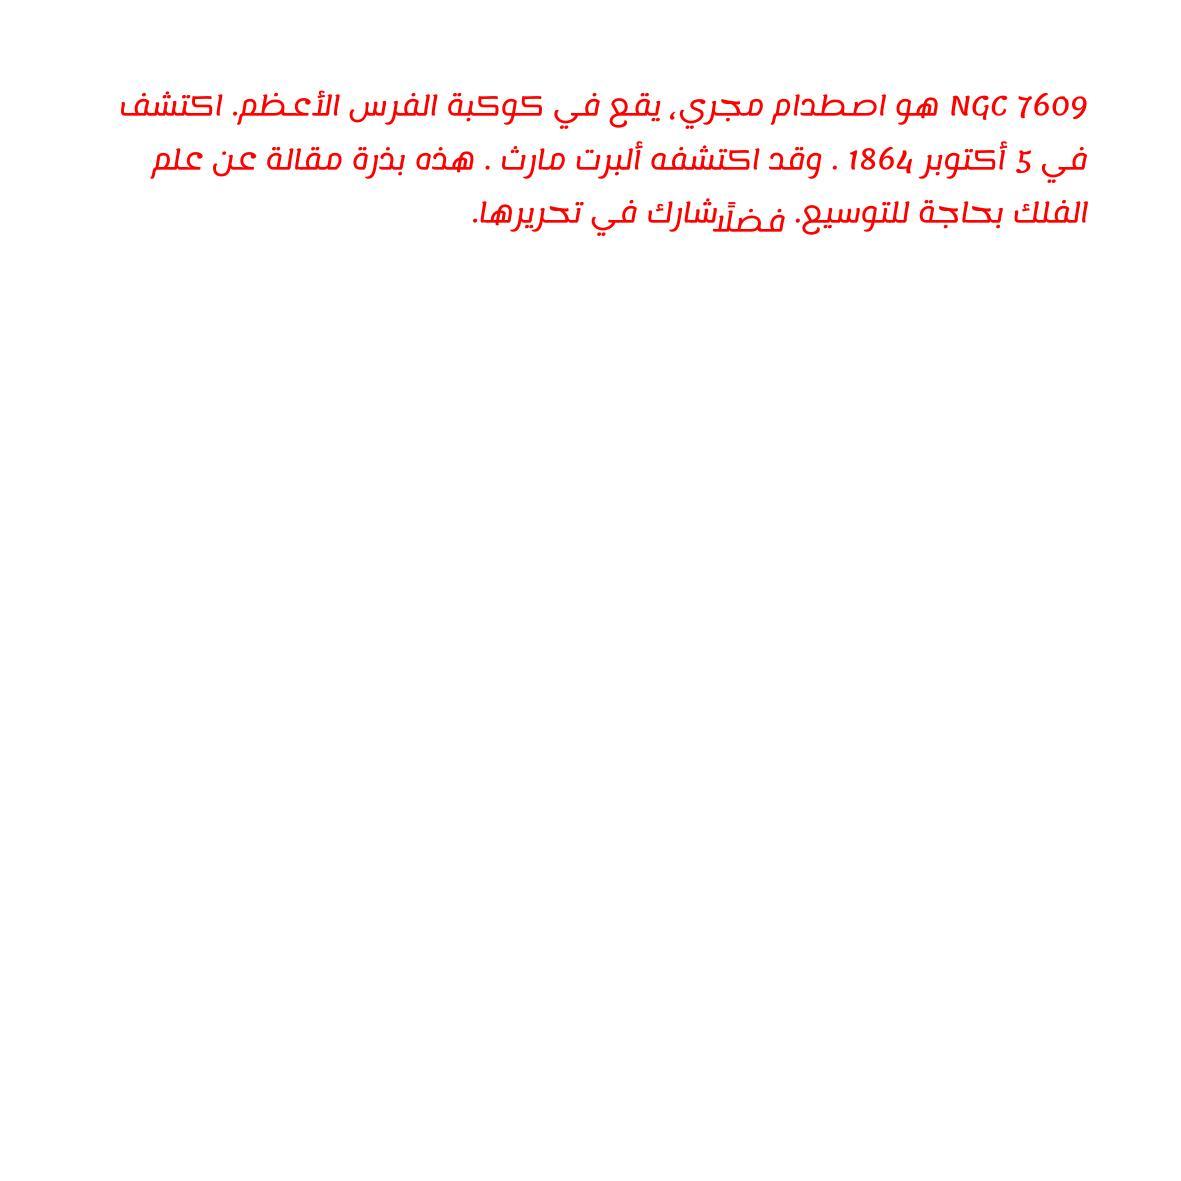 NGC 7609 هو اصطدام مجري، يقع في كوكبة الفرس الأعظم. اكتشف
في 5 أكتوبر 1864 . وقد اكتشفه ألبرت مارث . هذه بذرة مقالة عن علم
الفلك بحاجة للتوسيع. فضلًا شارك في تحريرها.